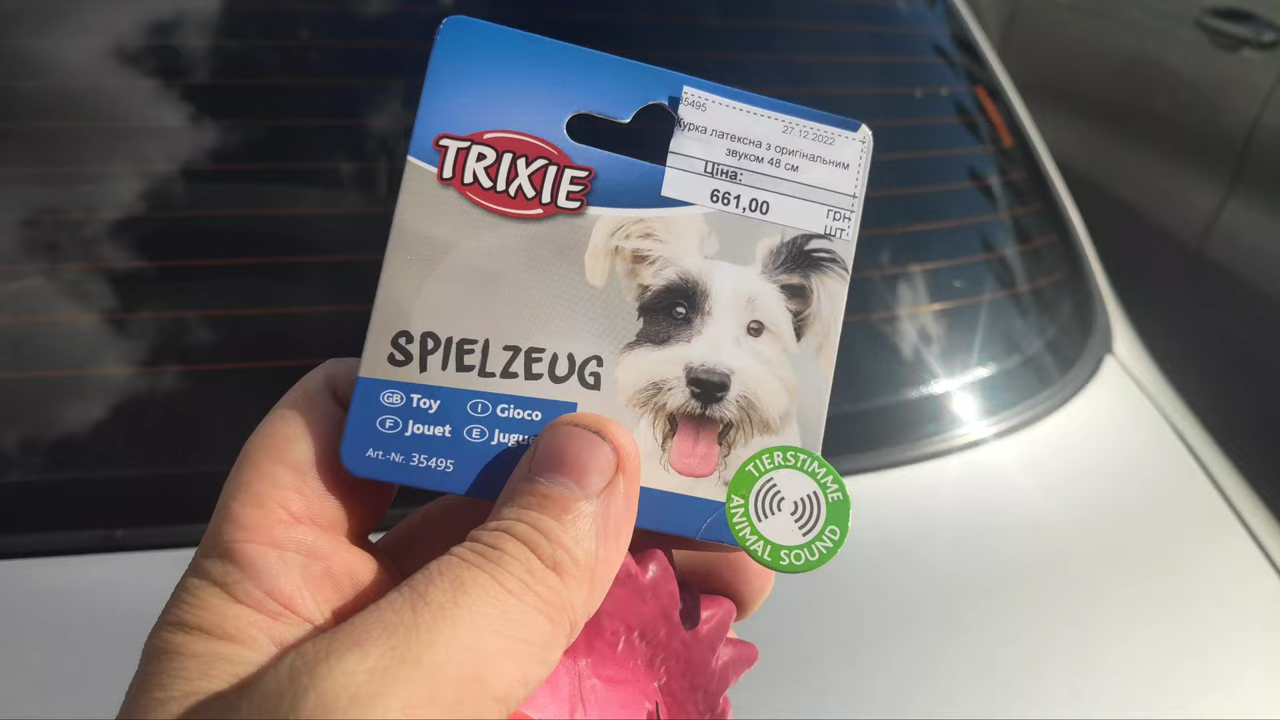 35495
27.12.2022
Курка латексна з оригінальним
звуком 48 см
Ціна:
661,00
грн
шт.
TRIXIE
SPIELZEUG
GB Toy
I Gioco
F Jouet
E
Art.-Nr. 35495
TIERSTIMME
ANIMAL SOUND